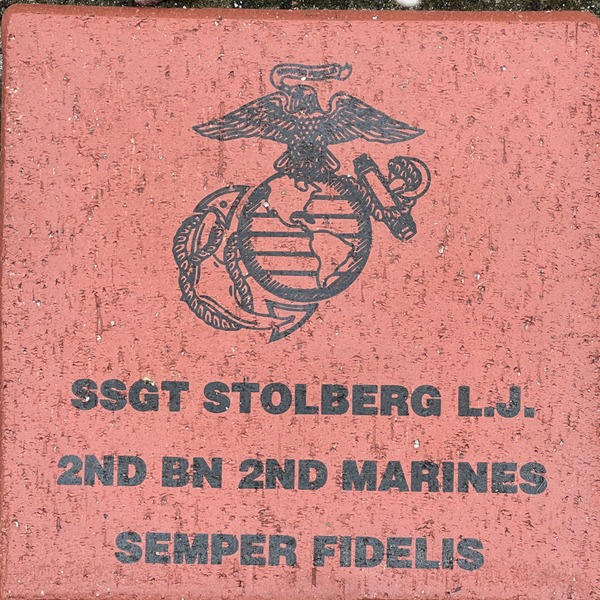 SSGT STOLBERG L.J.
2ND BN 2ND MARINES
SEMPER FIDELIS